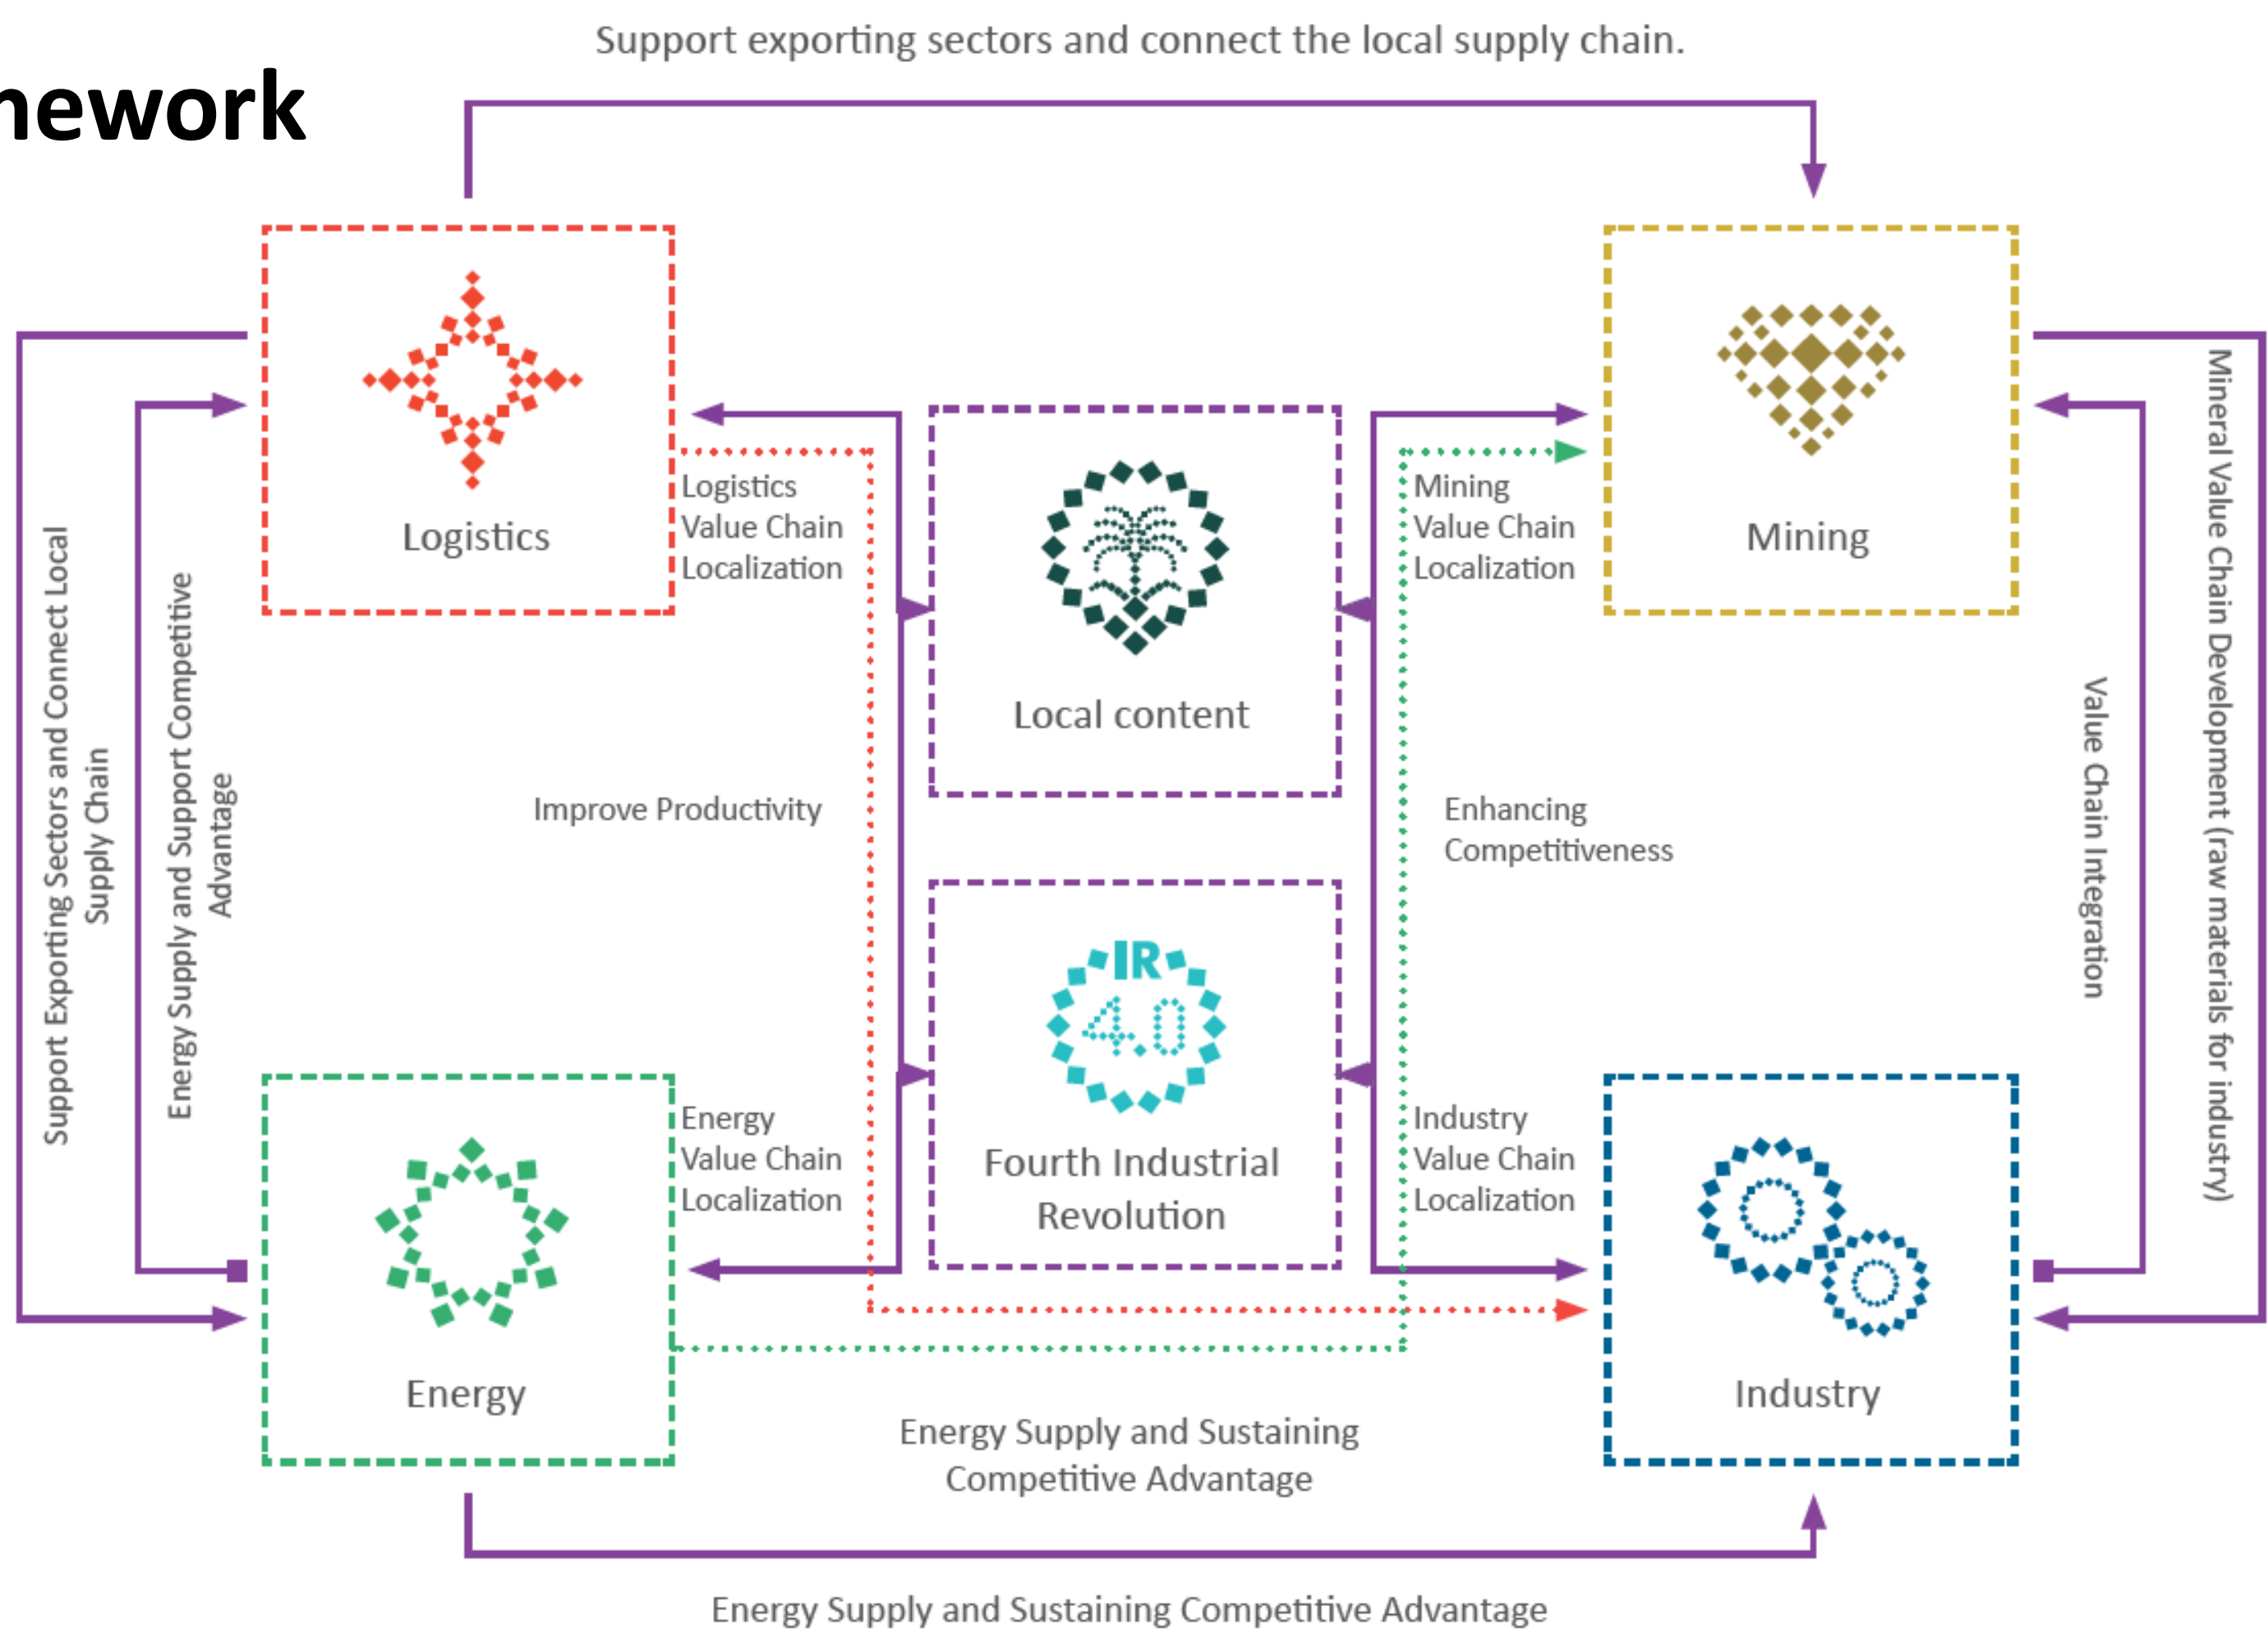 Support exporting sectors and connect the local supply chain.
nework
Logistics
Logistics
Value Chain
Localization
Local content
Mining
Value Chain
Localization
Mining
Support Exporting Sectors and Connect Local
Supply Chain
Energy Supply and Support Competitive
Advantage
Improve Productivity
Enhancing
Competitiveness
Value Chain Integration
Mineral Value Chain Development (raw materials for industry)
IR
4.0
Fourth Industrial
Revolution
Energy
Value Chain
Localization
Industry
Value Chain
Localization
Energy
Industry
Energy Supply and Sustaining
Competitive Advantage
Energy Supply and Sustaining Competitive Advantage